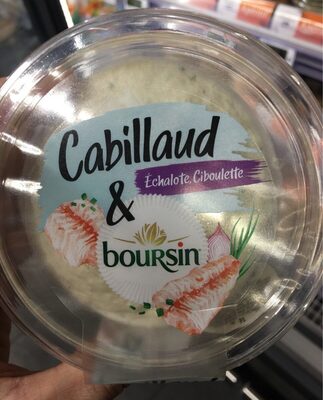 Cabillaud
Échalote, Ciboulette
&
boursin